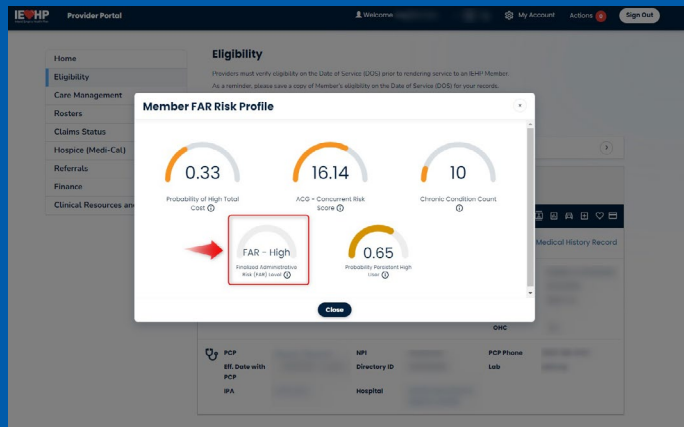 IEHP Provider Portal
Welcome
My Account
Actions 0
Sign Out
Home
Eligibility
Care Management
Rosters
Claims Status
Hospice (Medi-Cal)
Referrals
Finance
Clinical Resources an
Eligibility
Providers must verify eligibility on the Date of Service (DOS) prior to rendering service to an IEHP Member.
As a reminder, please save a copy of Member's eligibility on the Date of Service (DOS) for your records.
Member FAR Risk Profile
x
0.33
Probability of High Total
Cost
16.14
ACG - Concurrent Risk
Score
10
Chronic Condition Count
FAR - High
Finalized Administrative
Risk (FAR) Level
0.65
Probability Persistent High
User
Close
Medical History Record
OHC
PCP
NPI
PCP Phone
Eff. Date with
PCP
Directory ID
Lab
IPA
Hospital